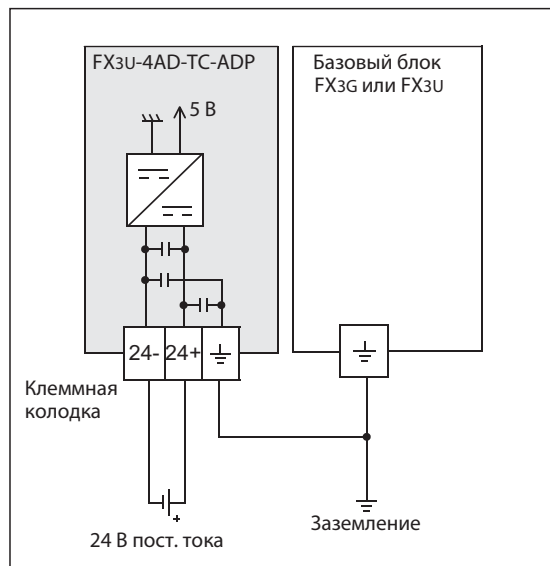 FX3U-4AD-TC-ADP
Базовый блок
FX3G или FX3U
5 В
24- 24+
Клеммная
колодка
24 В пост. тока
+
Заземление